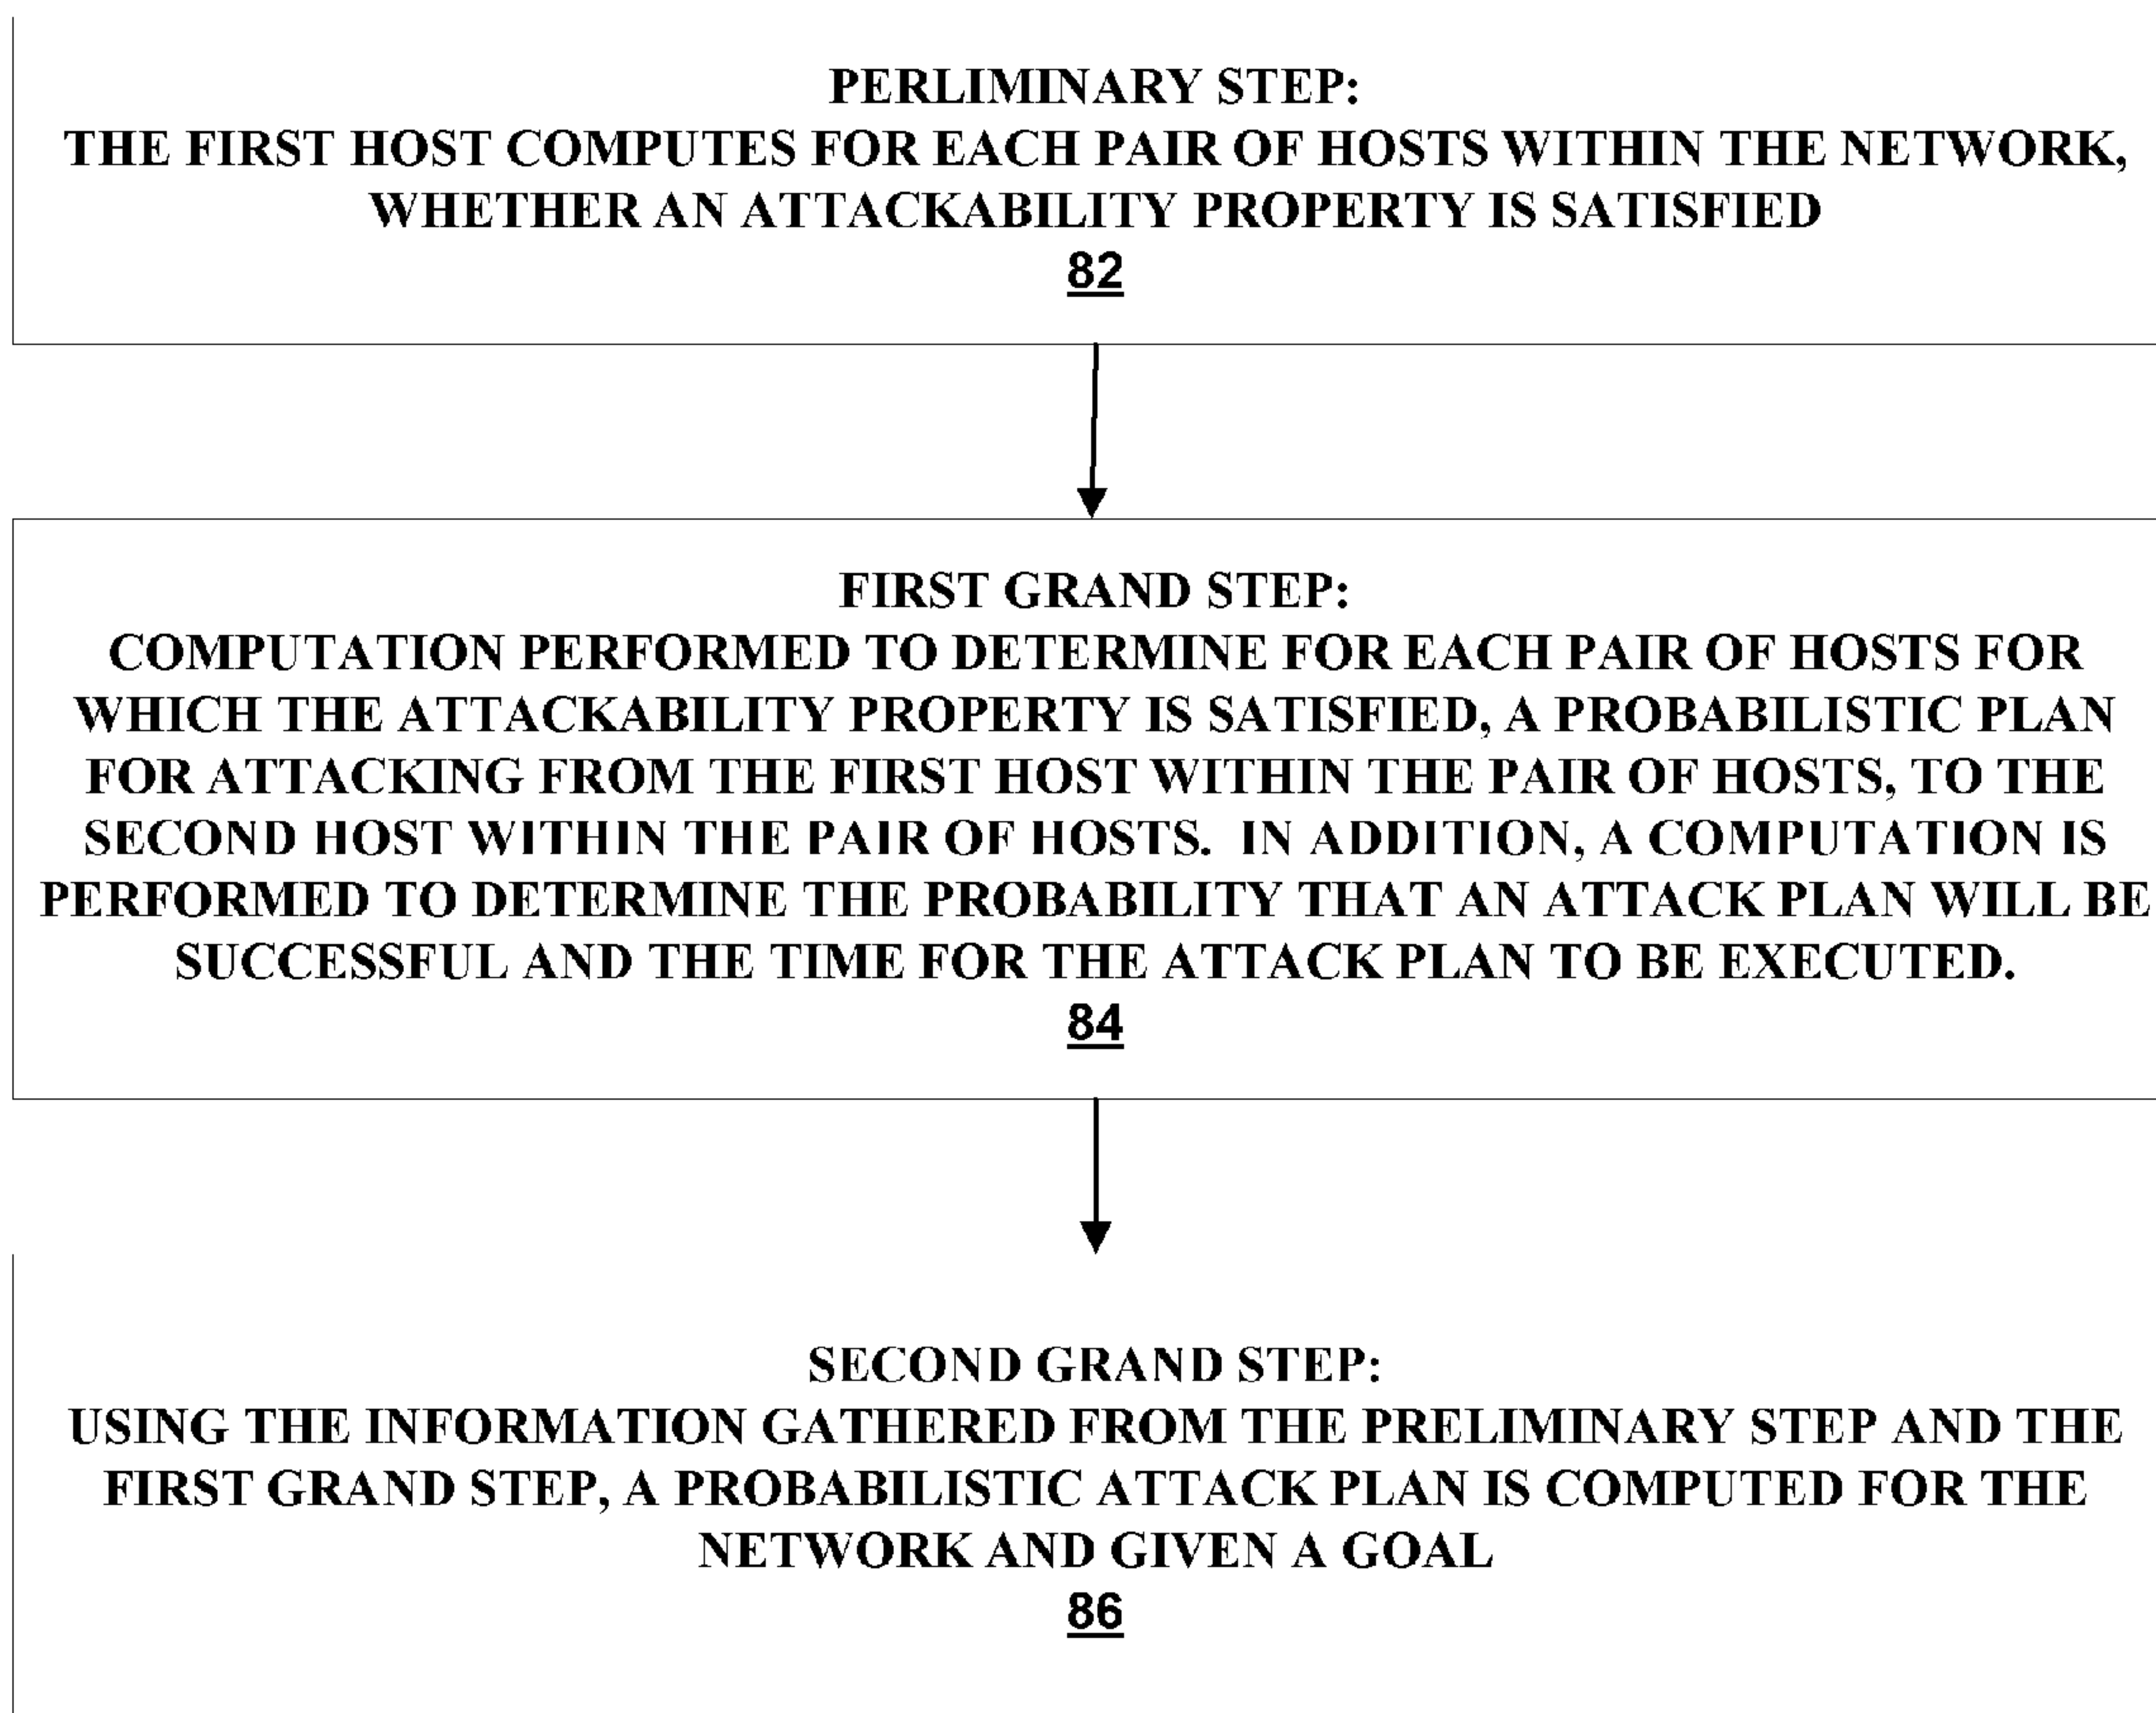 PERLIMINARY STEP:
THE FIRST HOST COMPUTES FOR EACH PAIR OF HOSTS WITHIN THE NETWORK,
WHETHER AN ATTACKABILITY PROPERTY IS SATISFIED
82
FIRST GRAND STEP:
COMPUTATION PERFORMED TO DETERMINE FOR EACH PAIR OF HOSTS FOR
WHICH THE ATTACKABILITY PROPERTY IS SATISFIED, A PROBABILISTIC PLAN
FOR ATTACKING FROM THE FIRST HOST WITHIN THE PAIR OF HOSTS, TO THE
SECOND HOST WITHIN THE PAIR OF HOSTS. IN ADDITION, A COMPUTATION IS
PERFORMED TO DETERMINE THE PROBABILITY THAT AN ATTACK PLAN WILL BE
SUCCESSFUL AND THE TIME FOR THE ATTACK PLAN TO BE EXECUTED.
84
SECOND GRAND STEP:
USING THE INFORMATION GATHERED FROM THE PRELIMINARY STEP AND THE
FIRST GRAND STEP, A PROBABILISTIC ATTACK PLAN IS COMPUTED FOR THE
NETWORK AND GIVEN A GOAL
86